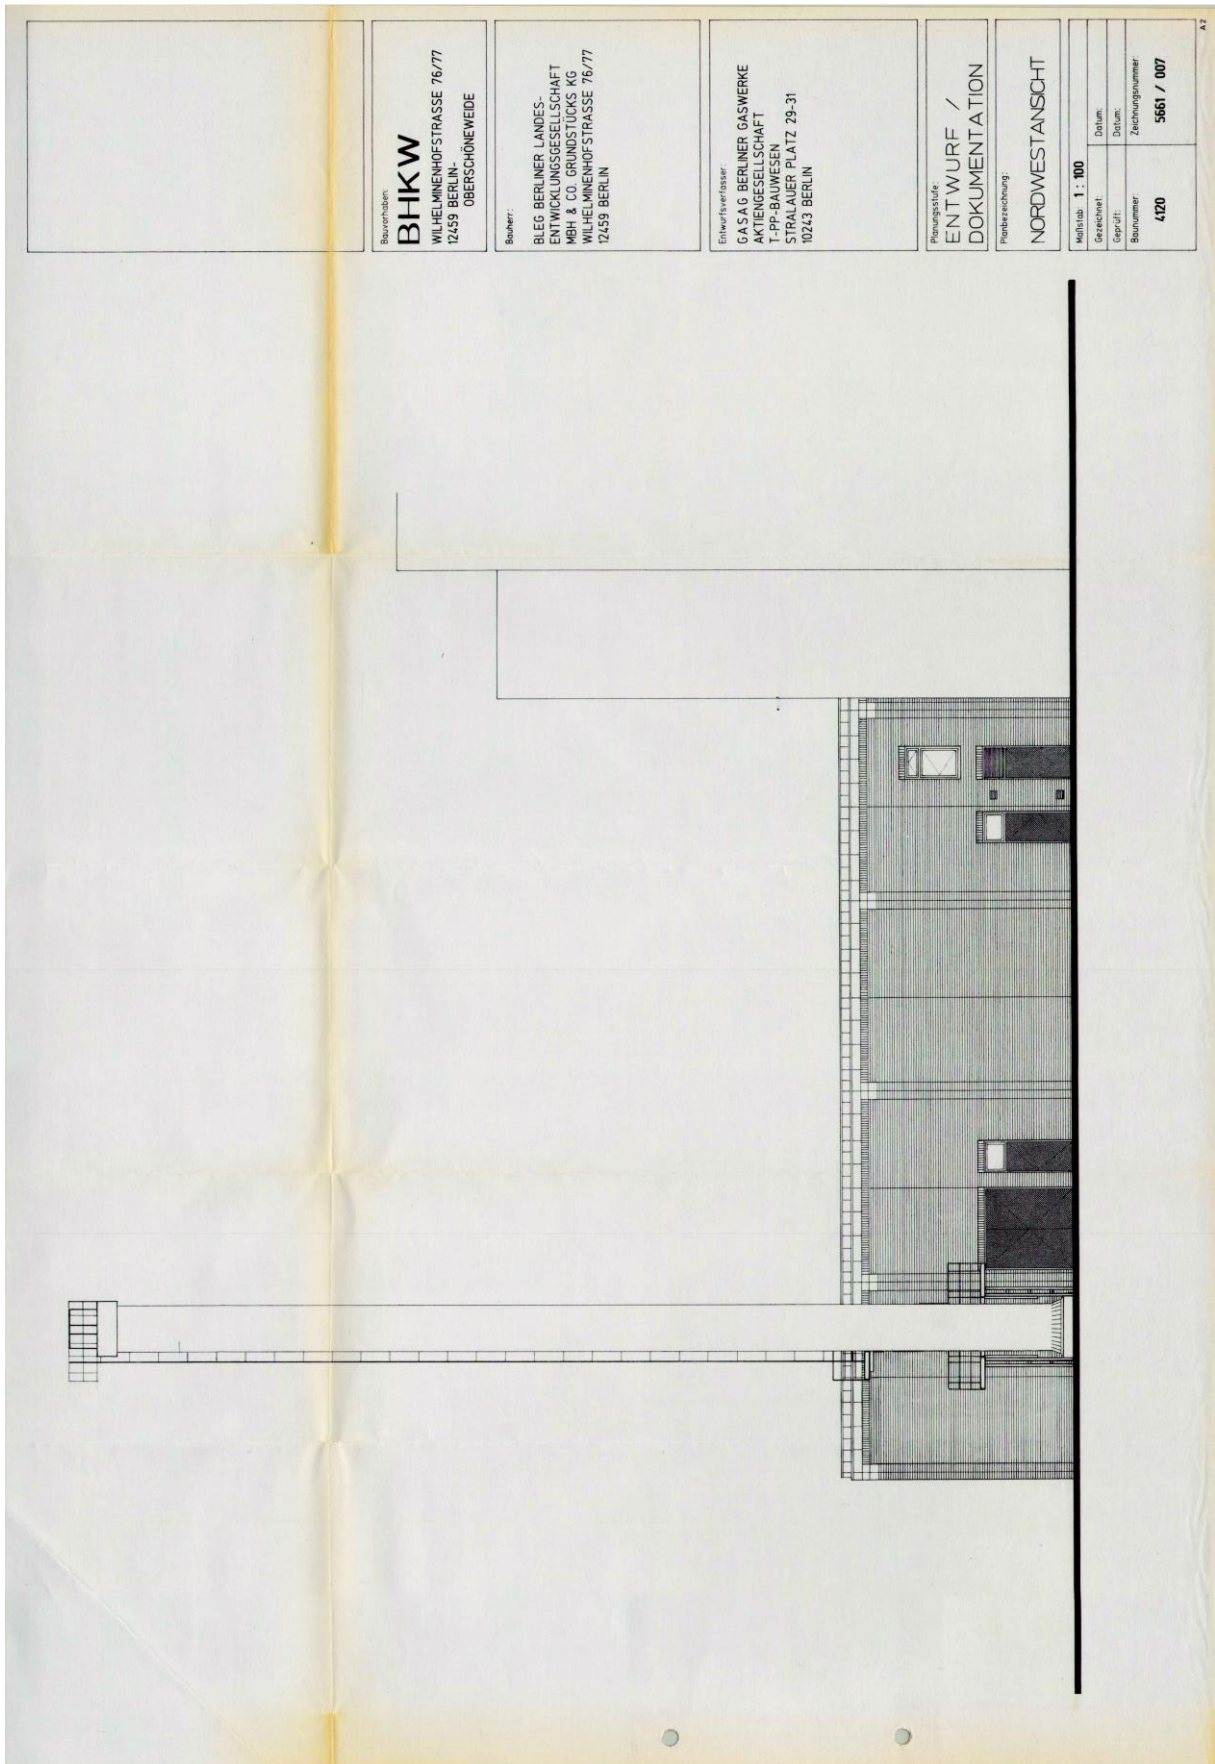 Bauvorhaben:
BHKW
WILHELMINENHOFSTRASSE 76/77
12459 BERLIN-
OBERSCHÖNEWEIDE
Bauherr:
BLEG BERLINER LANDES-
ENTWICKLUNGSGESELLSCHAFT
MBH & CO. GRUNDSTÜCKS KG
WILHELMINENHOFSTRASSE 76/77
12459 BERLIN
Entwurfsverfasser:
GASAG BERLINER GASWERKE
AKTIENGESELLSCHAFT
T-PP-BAUWESEN
STRALAUER PLATZ 29-31
10243 BERLIN
Planungsstufe:
ENTWURF /
DOKUMENTATION
Planbezeichnung:
NORDWESTANSICHT
Maßstab: 1 : 100
Gezeichnet: Datum:
Geprüft: Datum:
Baunummer: Zeichnungsnummer:
4120 5661 / 007
A2